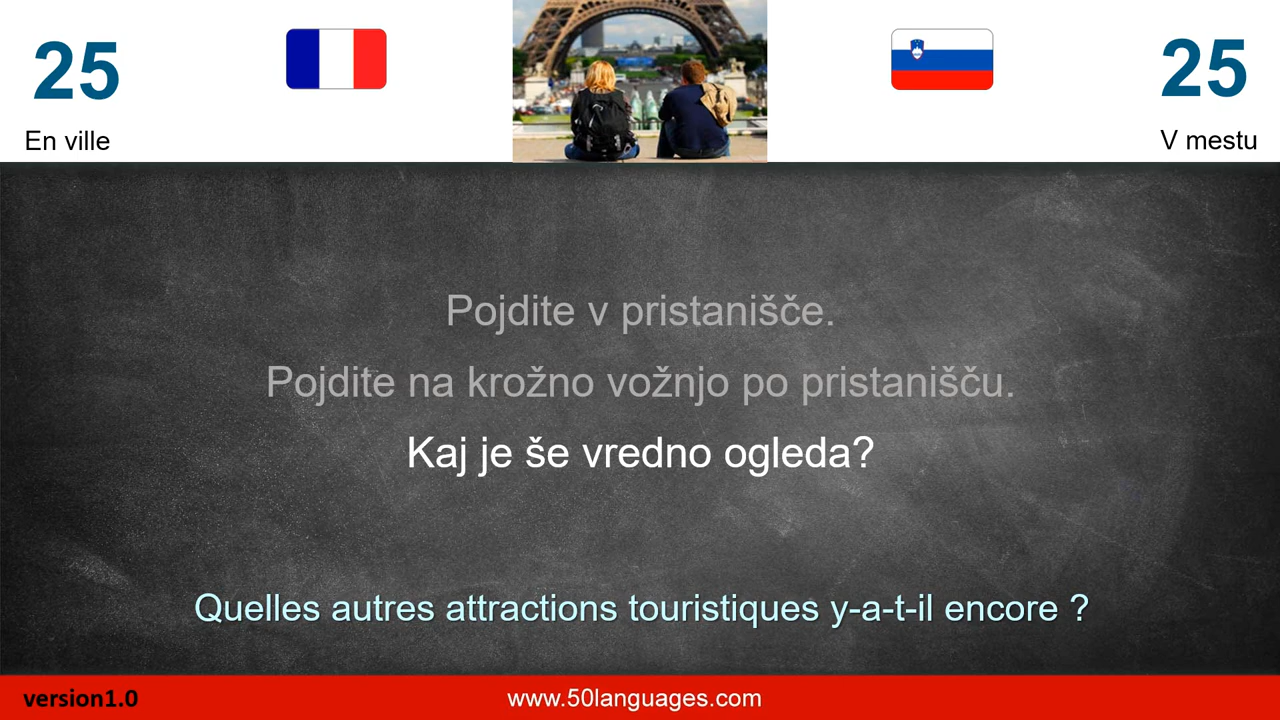 25
25
En ville
V mestu
Pojdite v pristanišče.
Pojdite na krožno vožnjo po pristanišču.
Kaj je še vredno ogleda?
Quelles autres attractions touristiques y-a-t-il encore ?
version1.0
www.50languages.com